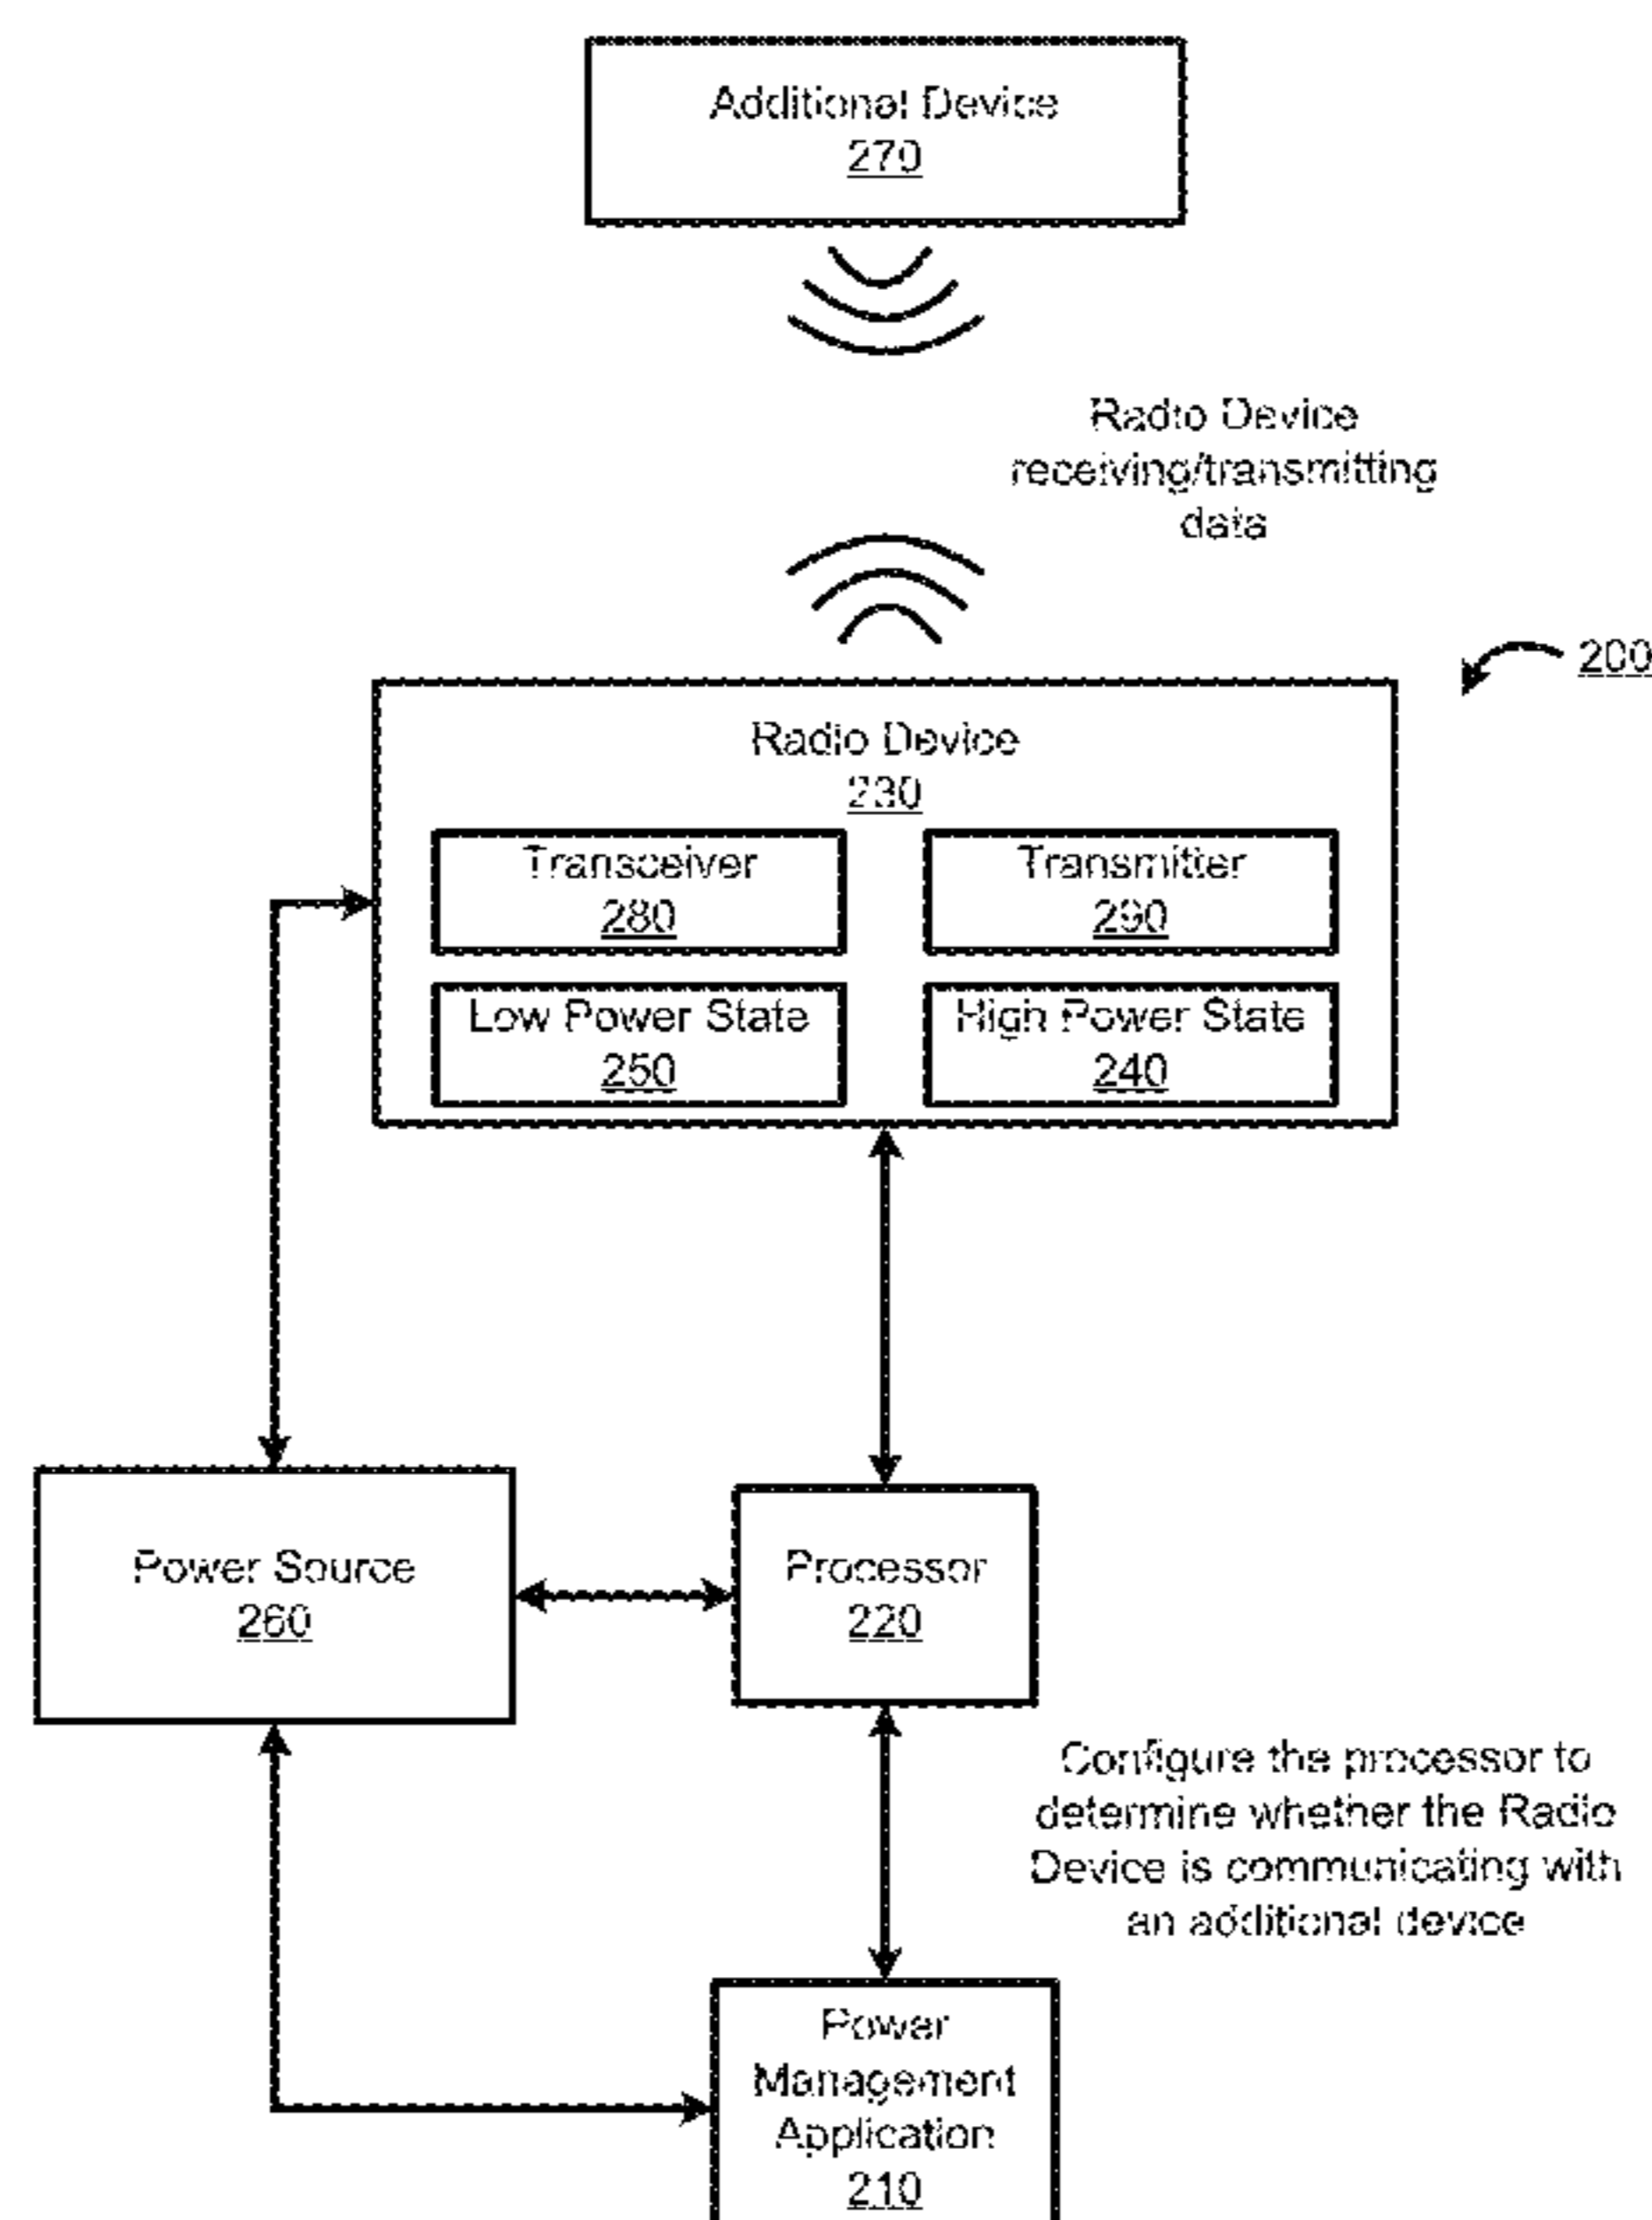 Additional Device
270
Radio Device
receiving/transmitting
data
200
Radio Device
230
Transceiver
280
Transmitter
290
Low Power State
250
High Power State
240
Power Source
260
Processor
220
Configure the processor to
determine whether the Radio
Device is communicating with
an additional device
Power
Management
Application
210